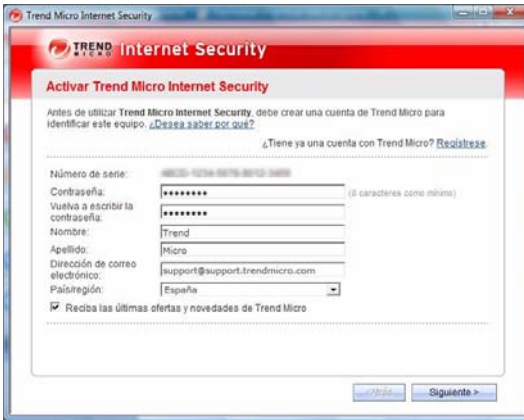 Trend Micro Internet Security
TREND MICRO Internet Security
Activar Trend Micro Internet Security
Antes de utilizar Trend Micro Internet Security, debe crear una cuenta de Trend Micro para
identificar este equipo. ¿Desea saber por qué?
¿Tiene ya una cuenta con Trend Micro? Regístrese.
Número de serie:
Contraseña: •••••••• (8 caracteres como mínimo)
Vuelva a escribir la
contraseña: ••••••••
Nombre: Trend
Apellido: Micro
Dirección de correo
electrónico: support@support.trendmicro.com
País/región: España
Reciba las últimas ofertas y novedades de Trend Micro
< Atrás Siguiente >